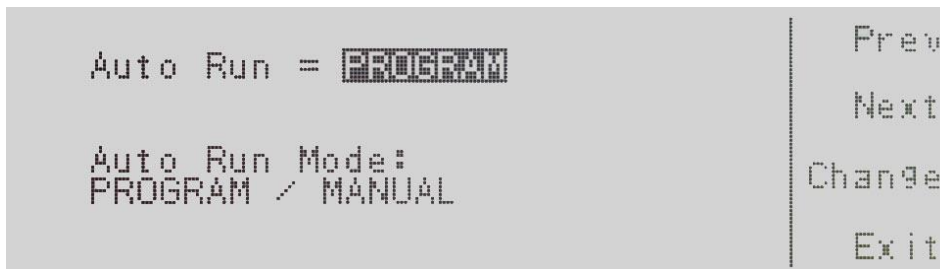 Auto Run = PROGRAM
Auto Run Mode:
PROGRAM / MANUAL
Prev
Next
Change
Exit